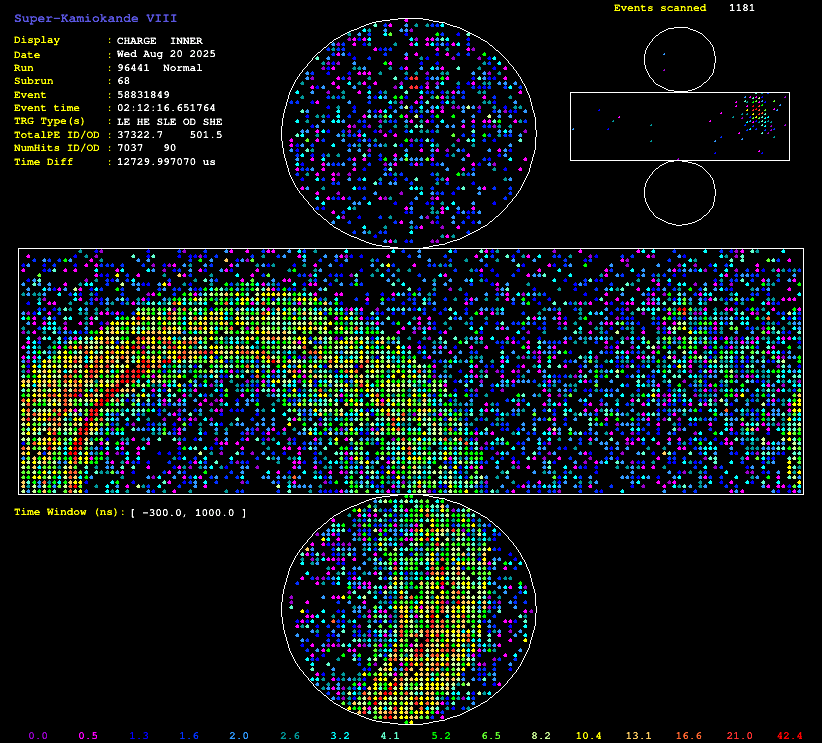 Super-Kamiokande VIII
Events scanned 1181
Display : CHARGE INNER
Date : Wed Aug 20 2025
Run : 96441 Normal
Subrun : 68
Event : 58831849
Event time : 02:12:16.651764
TRG Type(s) : LE HE SLE OD SHE
TotalPE ID/OD : 37322.7 501.5
NumHits ID/OD : 7037 90
Time Diff : 12729.997070 us
Time Window (ns): [ -300.0, 1000.0 ]
0.0 0.5 1.3 1.6 2.0 2.6 3.2 4.1 5.2 6.5 8.2 10.4 13.1 16.6 21.0 42.4